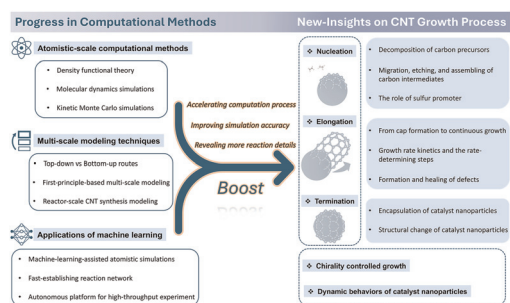 Progress in Computational Methods
Atomistic-scale computational methods
• Density functional theory
• Molecular dynamics simulations
• Kinetic Monte Carlo simulations
Multi-scale modeling techniques
• Top-down vs Bottom-up routes
• First-principle-based multi-scale modeling
• Reactor-scale CNT synthesis modeling
Applications of machine learning
• Machine-learning-assisted atomistic simulations
• Fast-establishing reaction network
• Autonomous platform for high-throughput experiment
Accelerating computation process
Improving simulation accuracy
Revealing more reaction details
Boost
New-Insights on CNT Growth Process
❖ Nucleation
• Decomposition of carbon precursors
• Migration, etching, and assembling of
carbon intermediates
• The role of sulfur promoter
❖ Elongation
• From cap formation to continuous growth
• Growth rate kinetics and the rate-
determining steps
• Formation and healing of defects
❖ Termination
• Encapsulation of catalyst nanoparticles
• Structural change of catalyst nanoparticles
❖ Chirality controlled growth
❖ Dynamic behaviors of catalyst nanoparticles